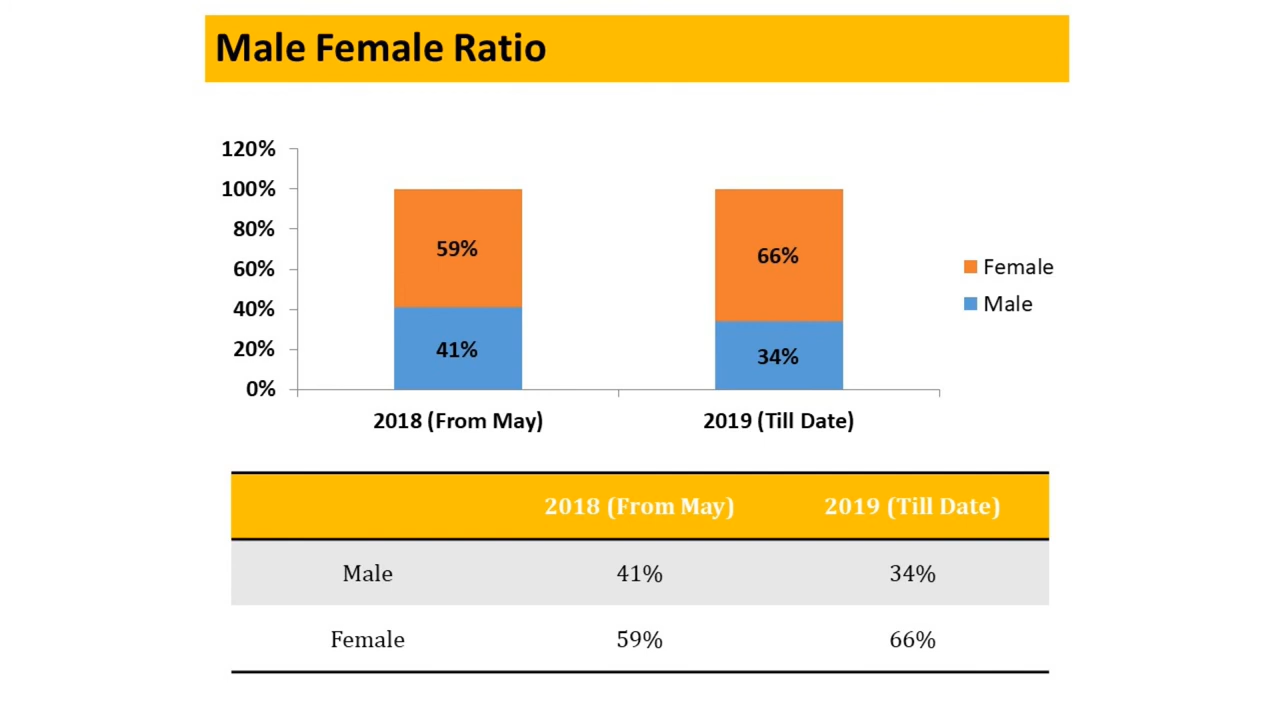 Male Female Ratio
120%
100%
80%
60%
40%
20%
0%
59%
41%
66%
34%
2018 (From May)
2019 (Till Date)
Female
Male
2018 (From May) 2019 (Till Date)
Male 41% 34%
Female 59% 66%